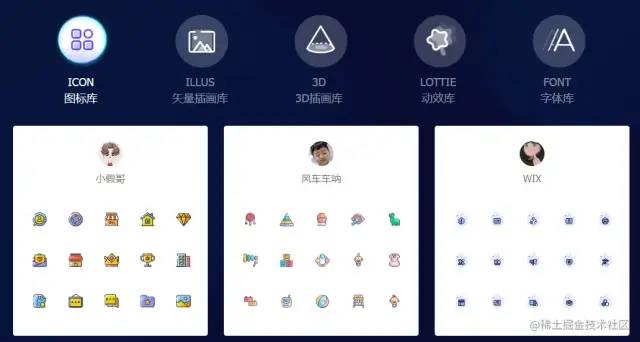 ICON
图标库
ILLUS
矢量插画库
3D
3D插画库
LOTTIE
动效库
FONT
字体库
小假哥
风车车呐
WIX
@稀土掘金技术社区